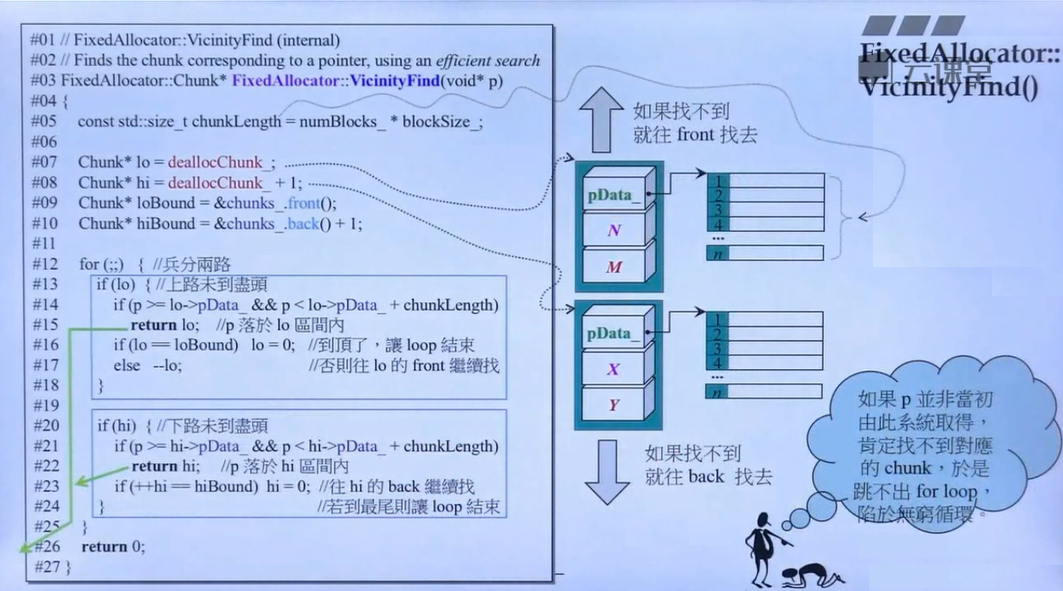 FixedAllocator::
VicinityFind()
云课堂
#01 // FixedAllocator::VicinityFind (internal)
#02 // Finds the chunk corresponding to a pointer, using an efficient search
#03 FixedAllocator::Chunk* FixedAllocator::VicinityFind(void* p)
#04 {
#05 const std::size_t chunkLength = numBlocks_ * blockSize_;
#06
#07 Chunk* lo = deallocChunk_;
#08 Chunk* hi = deallocChunk_ + 1;
#09 Chunk* loBound = &chunks_.front();
#10 Chunk* hiBound = &chunks_.back() + 1;
#11
#12 for (;;) { //兵分兩路
#13 if (lo) { //上路未到盡頭
#14 if (p >= lo->pData_ && p < lo->pData_ + chunkLength)
#15 return lo; //p 落於 lo 區間內
#16 if (lo == loBound) lo = 0; //到頂了，讓 loop 結束
#17 else --lo; //否則往 lo 的 front 繼續找
#18 }
#19
#20 if (hi) { //下路未到盡頭
#21 if (p >= hi->pData_ && p < hi->pData_ + chunkLength)
#22 return hi; //p 落於 hi 區間內
#23 if (++hi == hiBound) hi = 0; //往 hi 的 back 繼續找
#24 } //若到最尾則讓 loop 結束
#25 }
#26 return 0;
#27 }
如果找不到
就往 front 找去
pData_
N
M
1
2
3
4
...
n
pData_
X
Y
1
2
3
4
...
n
如果找不到
就往 back 找去
如果 p 並非當初
由此系統取得，
肯定找不到對應
的 chunk，於是
跳不出 for loop，
陷於無窮循環。